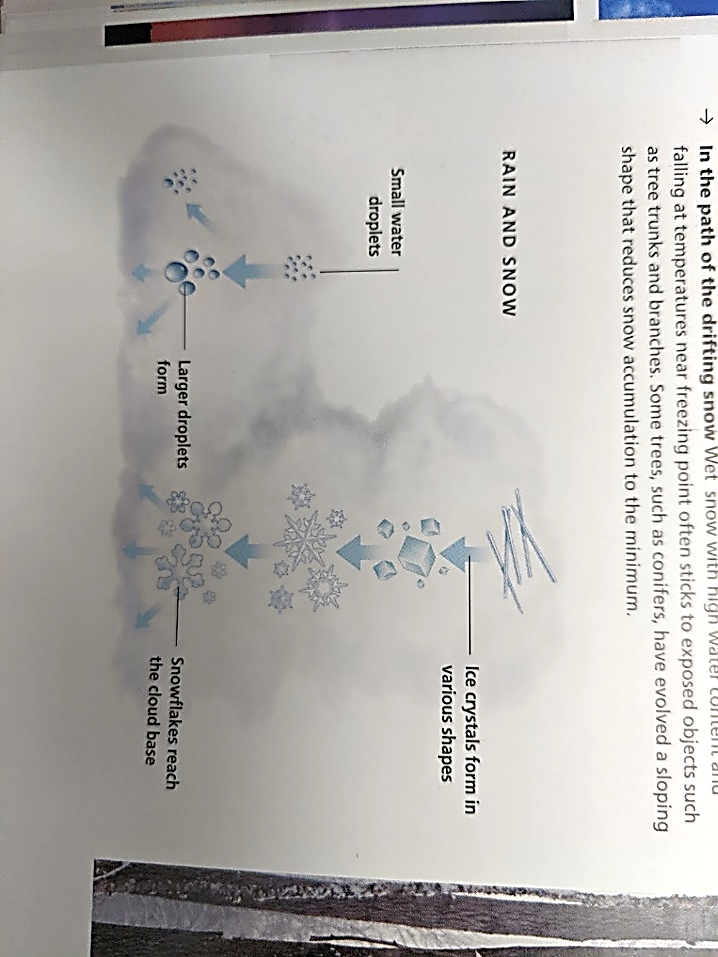 → In the path of the drifting snow Wet snow with high water content and
falling at temperatures near freezing point often sticks to exposed objects such
as tree trunks and branches. Some trees, such as conifers, have evolved a sloping
shape that reduces snow accumulation to the minimum.
RAIN AND SNOW
Small water
droplets
Ice crystals form in
various shapes
Larger droplets
form
Snowflakes reach
the cloud base